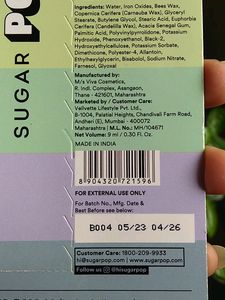 SUGAR
PO
Ingredients: Water, Iron Oxides, Bees Wax,
Copernica Cerifera (Carnauba Wax), Glyceryl
Stearate, Butylene Glycol, Stearic Acid, Euphorbia
Cerifera (Candelilla Wax), Acacia Senegal Gum,
Palmitic Acid, Polyvinylpyrrolidone, Potassium
Hydroxide, Phenoxyethanol, Black-2,
Hydroxyethylcellulose, Potassium Sorbate,
Dimethicone, Polyester-4, Allantoin,
Ethylhexylglycerin, Bisabolol, Sodium Nitrate,
Farnesol, Glyoxal
Manufactured by:
M/s Viva Cosmetics,
R. Indl. Complex, Asangaon,
Thane - 421601, Maharashtra
Marketed by / Customer Care:
Vellvette Lifestyle Pvt. Ltd.,
B-1004, Palatial Heights, Chandivali Farm Road,
Andheri (E), Mumbai - 72
Maharashtra | M.L. No.: MH/104671
Net Volume: 9 ml / 0.30 Fl. Oz.
MADE IN INDIA
8 904320 721596
FOR EXTERNAL USE ONLY
For Batch No., Mfg. Date &
Best Before see below:
B004 05/23 04/26
Customer Care: 1800-209-9933
hi@sugarpop.com | www.sugarpop.com
Follow us @hisugarpop